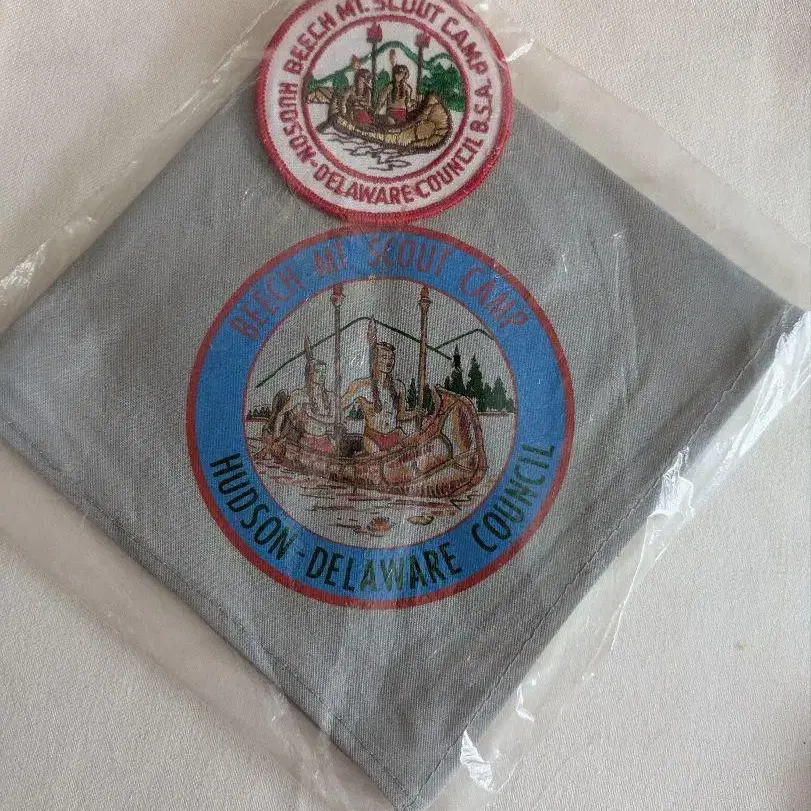 BEECH MT. SCOUT CAMP
HUDSON-DELAWARE COUNCIL B.S.A.
BEECH MT SCOUT CAMP
HUDSON-DELAWARE COUNCIL